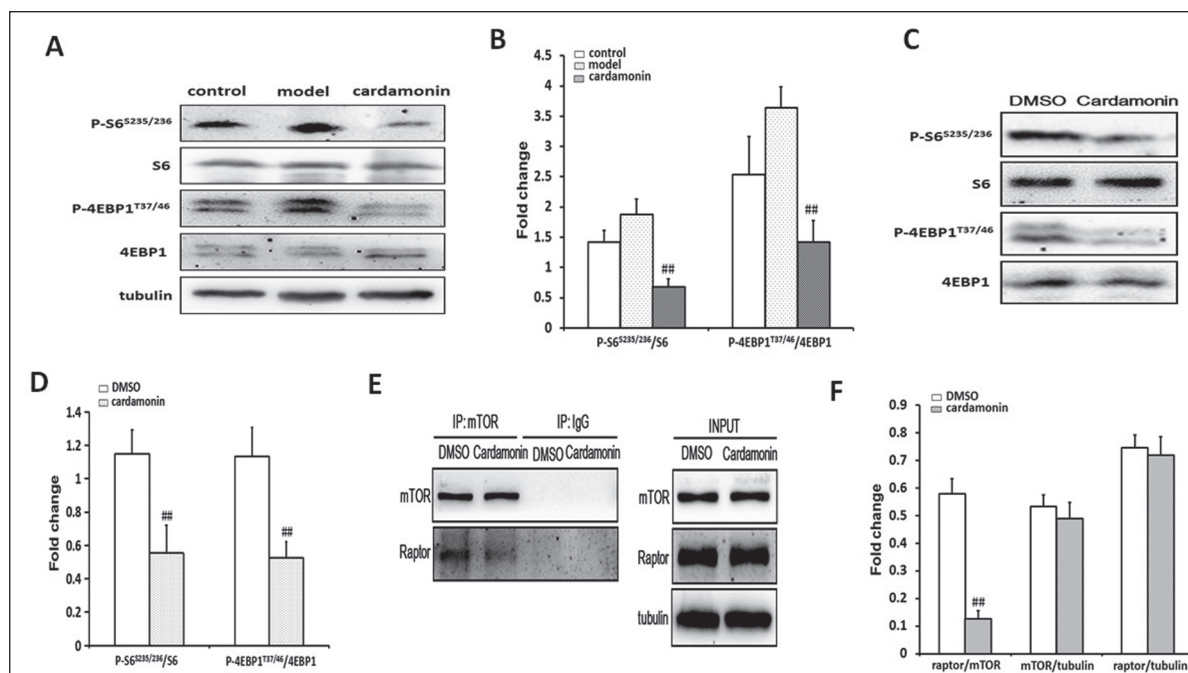 A
control model cardamonin
P-S6S235/236
S6
P-4EBP1T37/46
4EBP1
tubulin
B
control
model
cardamonin
Fold change
4.5
4
3.5
3
2.5
2
1.5
1
0.5
0
##
##
P-S6S235/236/S6
P-4EBP1T37/46/4EBP1
C
DMSO Cardamonin
P-S6S235/236
S6
P-4EBP1T37/46
4EBP1
D
DMSO
cardamonin
Fold change
1.4
1.2
1
0.8
0.6
0.4
0.2
0
##
##
P-S6S235/236/S6
P-4EBP1T37/46/4EBP1
E
IP:mTOR IP:IgG
DMSO Cardamonin DMSO Cardamonin
mTOR
Raptor
INPUT
DMSO Cardamonin
mTOR
Raptor
tubulin
F
DMSO
cardamonin
Fold change
0.9
0.8
0.7
0.6
0.5
0.4
0.3
0.2
0.1
0
##
raptor/mTOR
mTOR/tubulin
raptor/tubulin